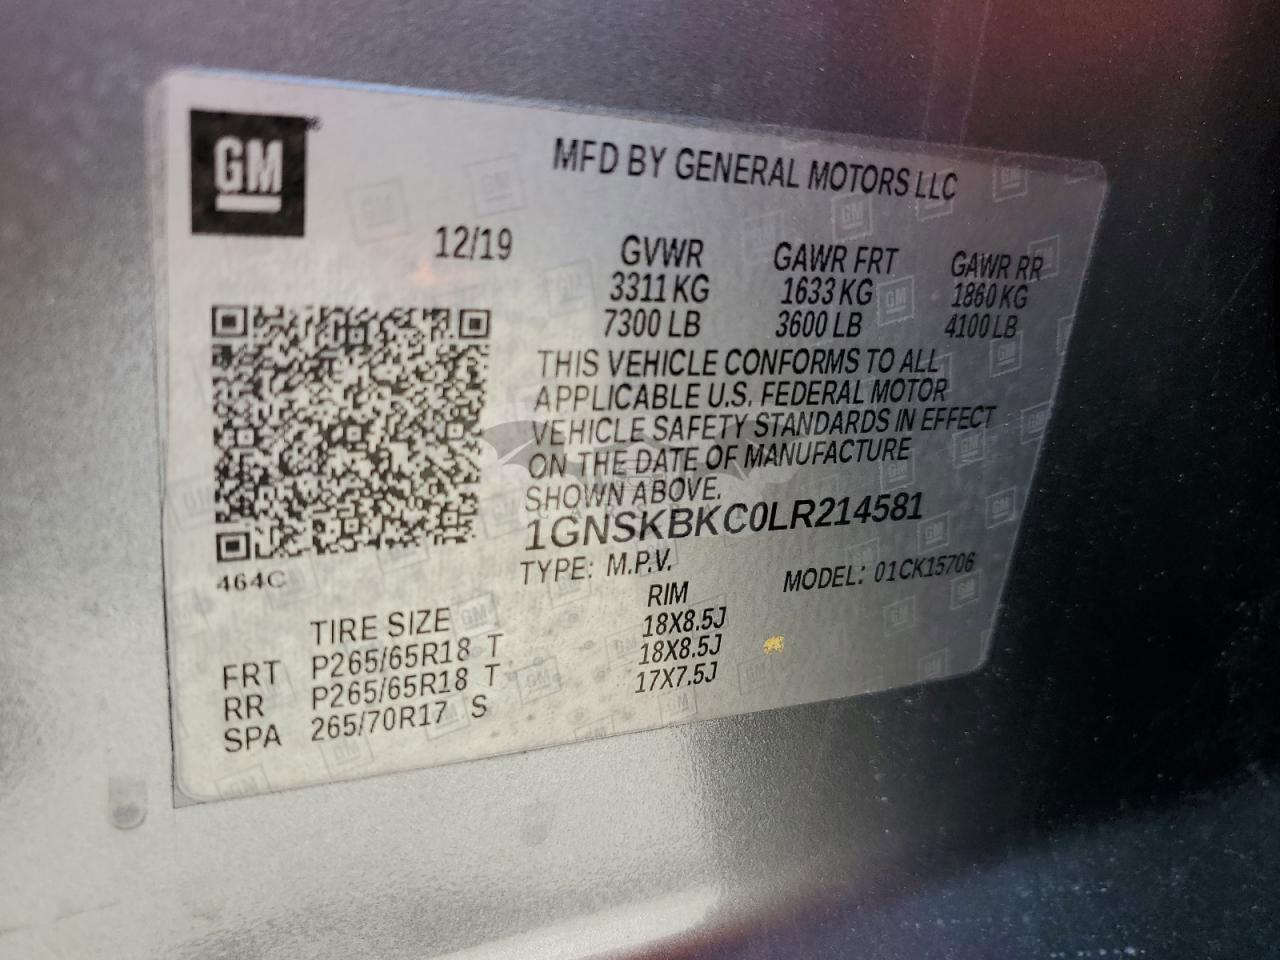 GM
MFD BY GENERAL MOTORS LLC
12/19
GVWR GAWR FRT GAWR RR
3311 KG 1633 KG 1860 KG
7300 LB 3600 LB 4100 LB
THIS VEHICLE CONFORMS TO ALL
APPLICABLE U.S. FEDERAL MOTOR
VEHICLE SAFETY STANDARDS IN EFFECT
ON THE DATE OF MANUFACTURE
SHOWN ABOVE.
1GNSKBKC0LR214581
464C
TYPE: M.P.V. MODEL: 01CK15706
TIRE SIZE RIM
FRT P265/65R18 T 18X8.5J
RR P265/65R18 T 18X8.5J
SPA 265/70R17 S 17X7.5J